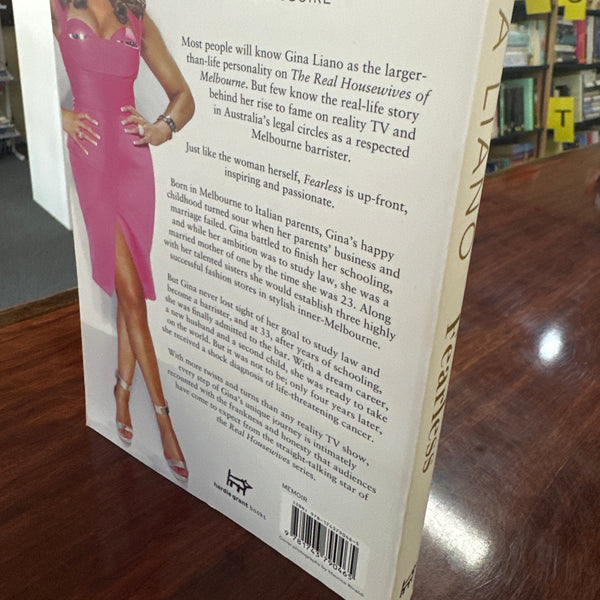 Most people will know Gina Liano as the larger-
than-life personality on The Real Housewives of
Melbourne. But few know the real-life story
behind her rise to fame on reality TV and
in Australia's legal circles as a respected
Melbourne barrister.
Just like the woman herself, Fearless is up-front,
inspiring and passionate.
Born in Melbourne to Italian parents, Gina's happy
childhood turned sour when her parents' business and
marriage failed. Gina battled to finish her schooling,
and while her ambition was to study law, she was a
married mother of one by the time she was 23. Along
with her talented sisters she would establish three highly
successful fashion stores in stylish inner-Melbourne.
But Gina never lost sight of her goal to study law and
become a barrister, and at 33, after years of schooling,
she was finally admitted to the bar. With a dream career,
a new husband and a second child, she was ready to take
on the world. But it was not to be; only four years later,
she received a shock diagnosis of life-threatening cancer.
With more twists and turns than any reality TV show,
every step of Gina's unique journey is intimately
recounted with the frankness and honesty that audiences
have come to expect from the straight-talking star of
the Real Housewives series.
hardie grant books
MEMOIR
9 781743 790465
A LIANO Fearless
T